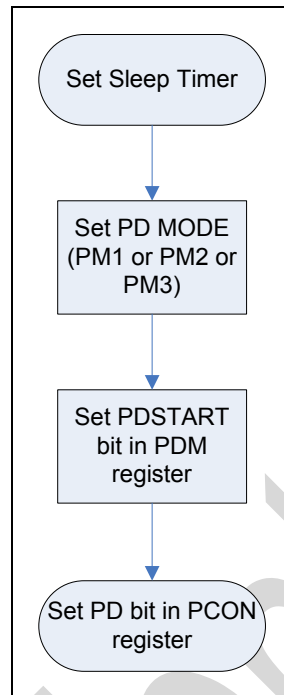 Set Sleep Timer
Set PD MODE
(PM1 or PM2 or
PM3)
Set PDSTART
bit in PDM
register
Set PD bit in PCON
register